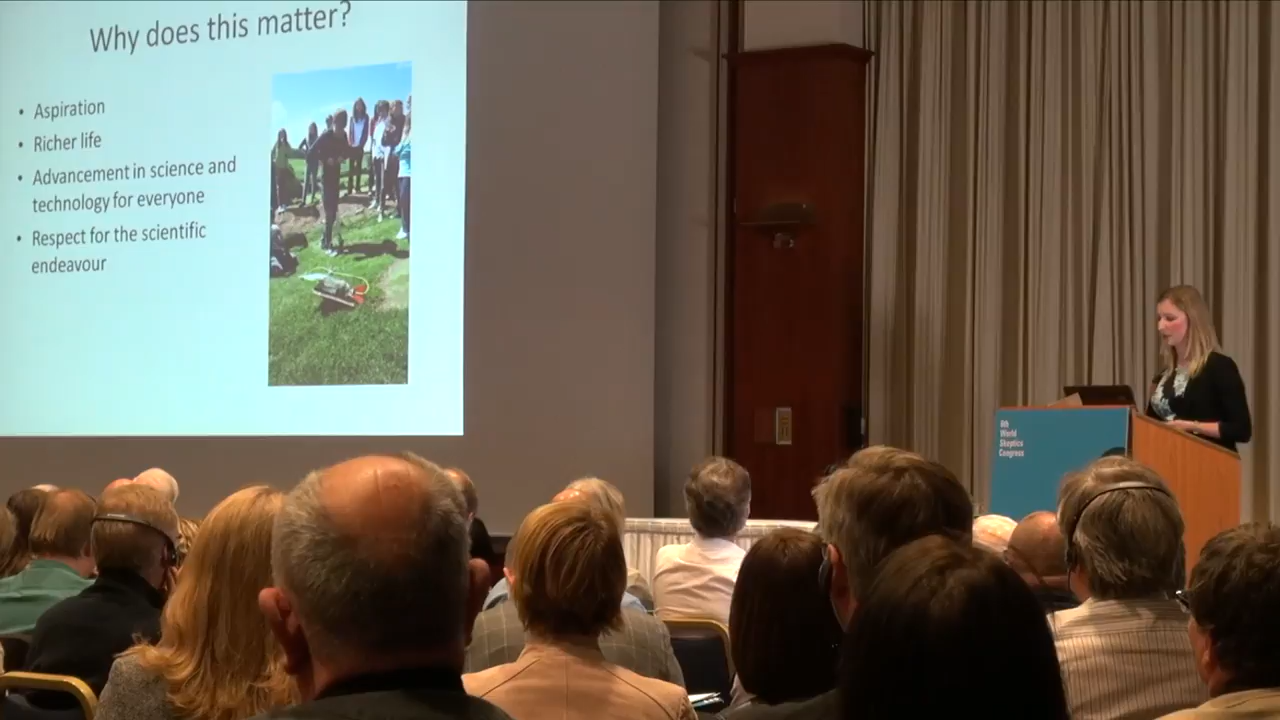 Why does this matter?
• Aspiration
• Richer life
• Advancement in science and
technology for everyone
• Respect for the scientific
endeavour
6th
World
Skeptics
Congress